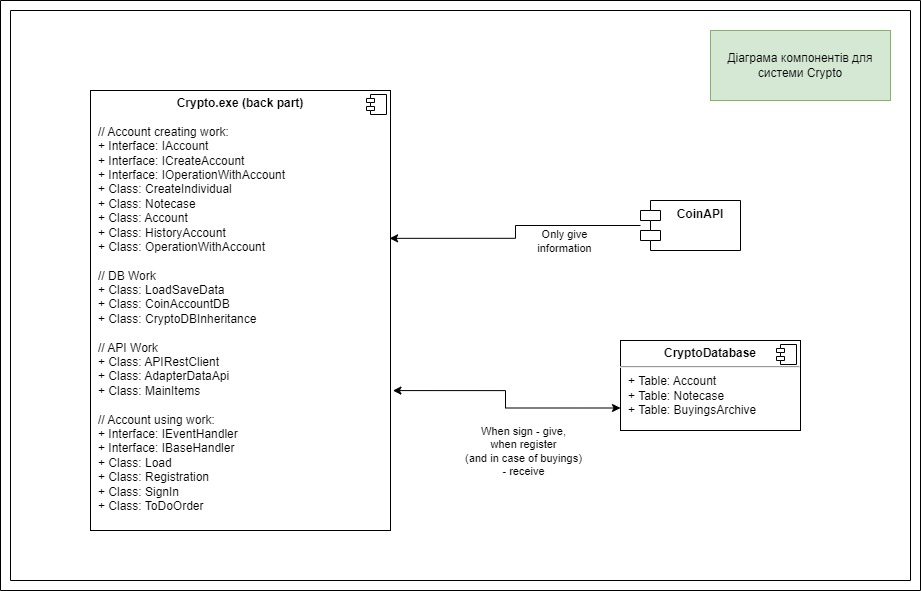 Діаграма компонентів для
системи Crypto
Crypto.exe (back part)
// Account creating work:
+ Interface: IAccount
+ Interface: ICreateAccount
+ Interface: IOperationWithAccount
+ Class: CreateIndividual
+ Class: Notecase
+ Class: Account
+ Class: HistoryAccount
+ Class: OperationWithAccount
// DB Work
+ Class: LoadSaveData
+ Class: CoinAccountDB
+ Class: CryptoDBInheritance
// API Work
+ Class: APIRestClient
+ Class: AdapterDataApi
+ Class: MainItems
// Account using work:
+ Interface: IEventHandler
+ Interface: IBaseHandler
+ Class: Load
+ Class: Registration
+ Class: SignIn
+ Class: ToDoOrder
CoinAPI
Only give
information
CryptoDatabase
+ Table: Account
+ Table: Notecase
+ Table: BuyingsArchive
When sign - give,
when register
(and in case of buyings)
- receive